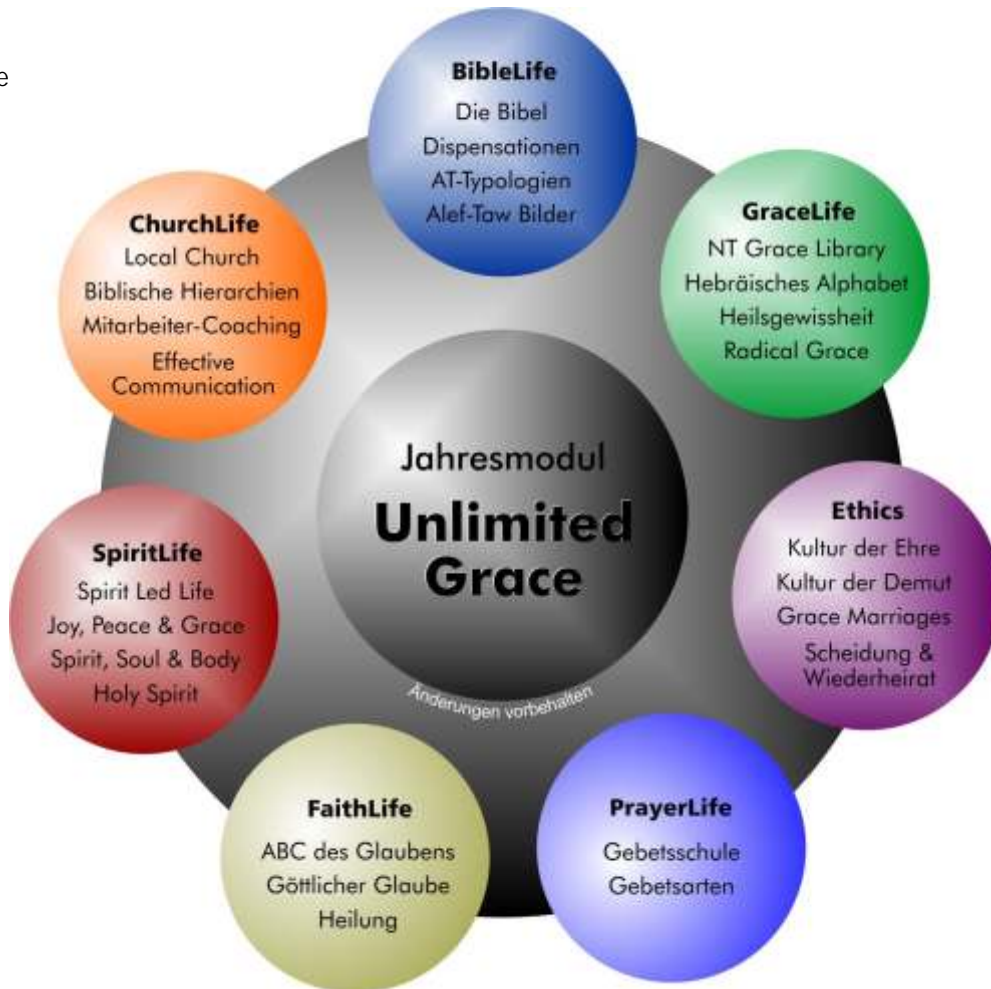 e
BibleLife
Die Bibel
Dispensationen
AT-Typologien
Alef-Taw Bilder
GraceLife
NT Grace Library
Hebräisches Alphabet
Heilsgewissheit
Radical Grace
Ethics
Kultur der Ehre
Kultur der Demut
Grace Marriages
Scheidung &
Wiederheirat
PrayerLife
Gebetsschule
Gebetsarten
FaithLife
ABC des Glaubens
Göttlicher Glaube
Heilung
SpiritLife
Spirit Led Life
Joy, Peace & Grace
Spirit, Soul & Body
Holy Spirit
ChurchLife
Local Church
Biblische Hierarchien
Mitarbeiter-Coaching
Effective
Communication
Jahresmodul
Unlimited
Grace
Änderungen vorbehalten